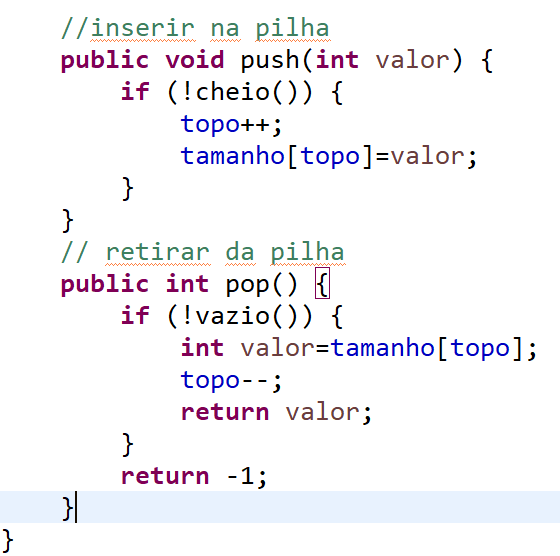 //inserir na pilha
public void push(int valor) {
if (!cheio()) {
topo++;
tamanho[topo]=valor;
}
}
// retirar da pilha
public int pop() {
if (!vazio()) {
int valor=tamanho[topo];
topo--;
return valor;
}
return -1;
}
}